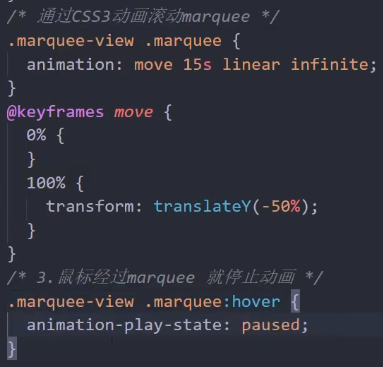 /* 通过CSS3动画滚动marquee */
.marquee-view .marquee {
  animation: move 15s linear infinite;
}
@keyframes move {
  0% {
  }
  100% {
    transform: translateY(-50%);
  }
}
/* 3.鼠标经过marquee 就停止动画 */
.marquee-view .marquee:hover {
  animation-play-state: paused;
}